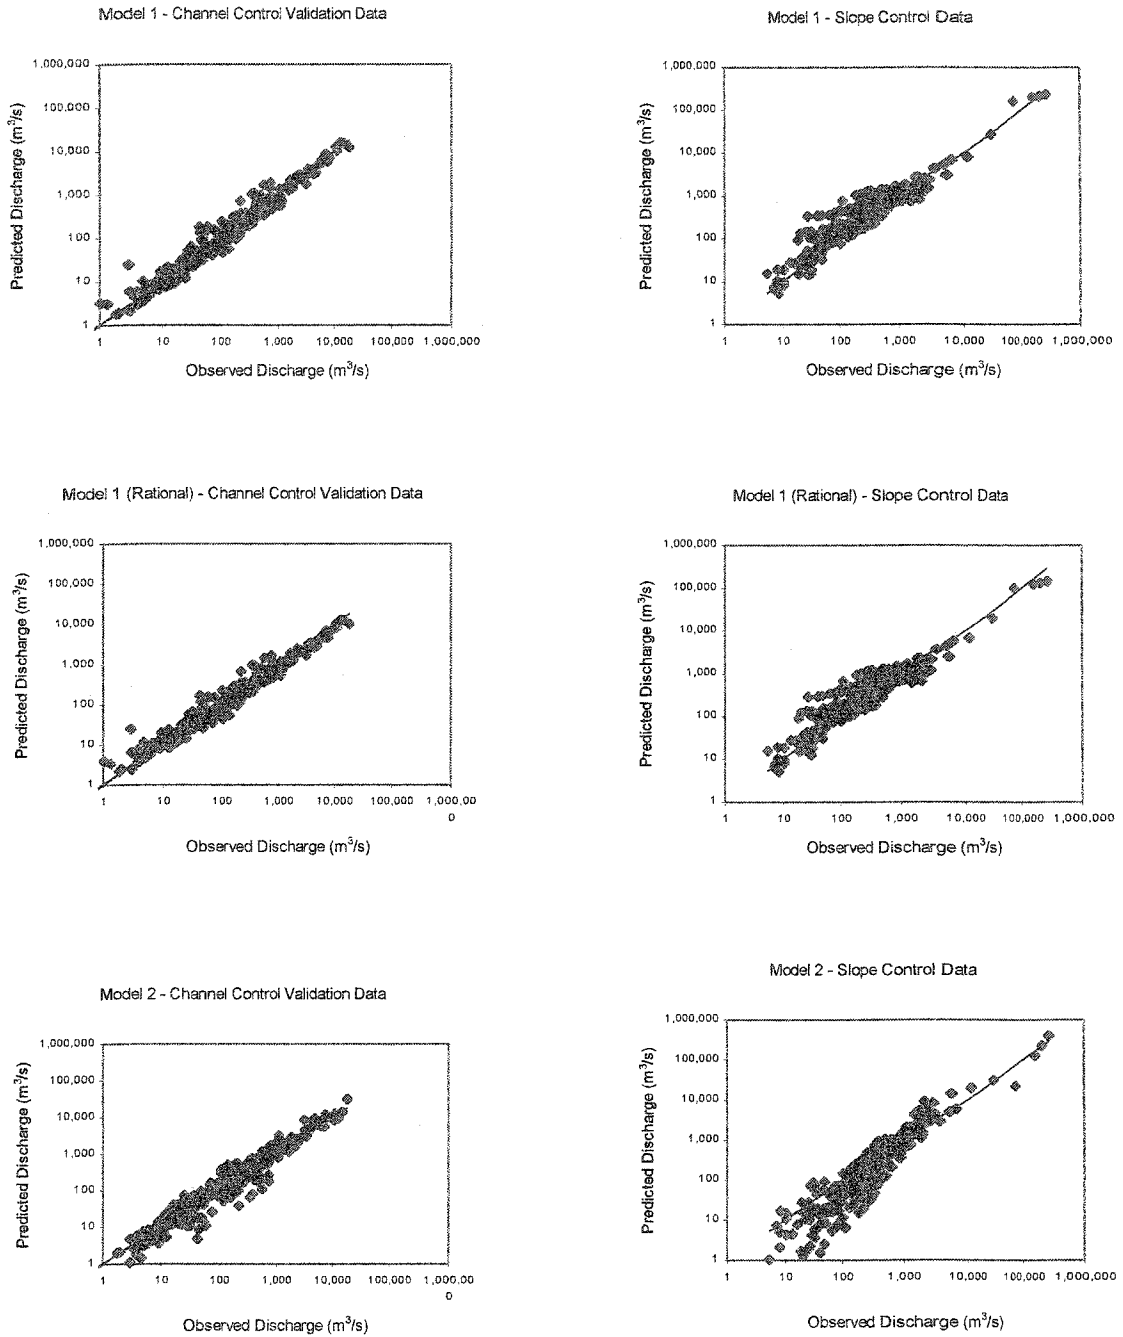 Model 1 - Channel Control Validation Data
1,000,000
100,000
10,000
1,000
100
10
1
Predicted Discharge (m³/s)
1 10 100 1,000 10,000 100,000 1,000,000
Observed Discharge (m³/s)
Model 1 - Slope Control Data
1,000,000
100,000
10,000
1,000
100
10
1
Predicted Discharge (m³/s)
1 10 100 1,000 10,000 100,000 1,000,000
Observed Discharge (m³/s)
Model 1 (Rational) - Channel Control Validation Data
1,000,000
100,000
10,000
1,000
100
10
1
Predicted Discharge (m³/s)
1 10 100 1,000 10,000 100,000 1,000,00
0
Observed Discharge (m³/s)
Model 1 (Rational) - Slope Control Data
1,000,000
100,000
10,000
1,000
100
10
1
Predicted Discharge (m³/s)
1 10 100 1,000 10,000 100,000 1,000,000
Observed Discharge (m³/s)
Model 2 - Channel Control Validation Data
1,000,000
100,000
10,000
1,000
100
10
1
Predicted Discharge (m³/s)
1 10 100 1,000 10,000 100,000 1,000,00
0
Observed Discharge (m³/s)
Model 2 - Slope Control Data
1,000,000
100,000
10,000
1,000
100
10
1
Predicted Discharge (m³/s)
1 10 100 1,000 10,000 100,000 1,000,000
Observed Discharge (m³/s)